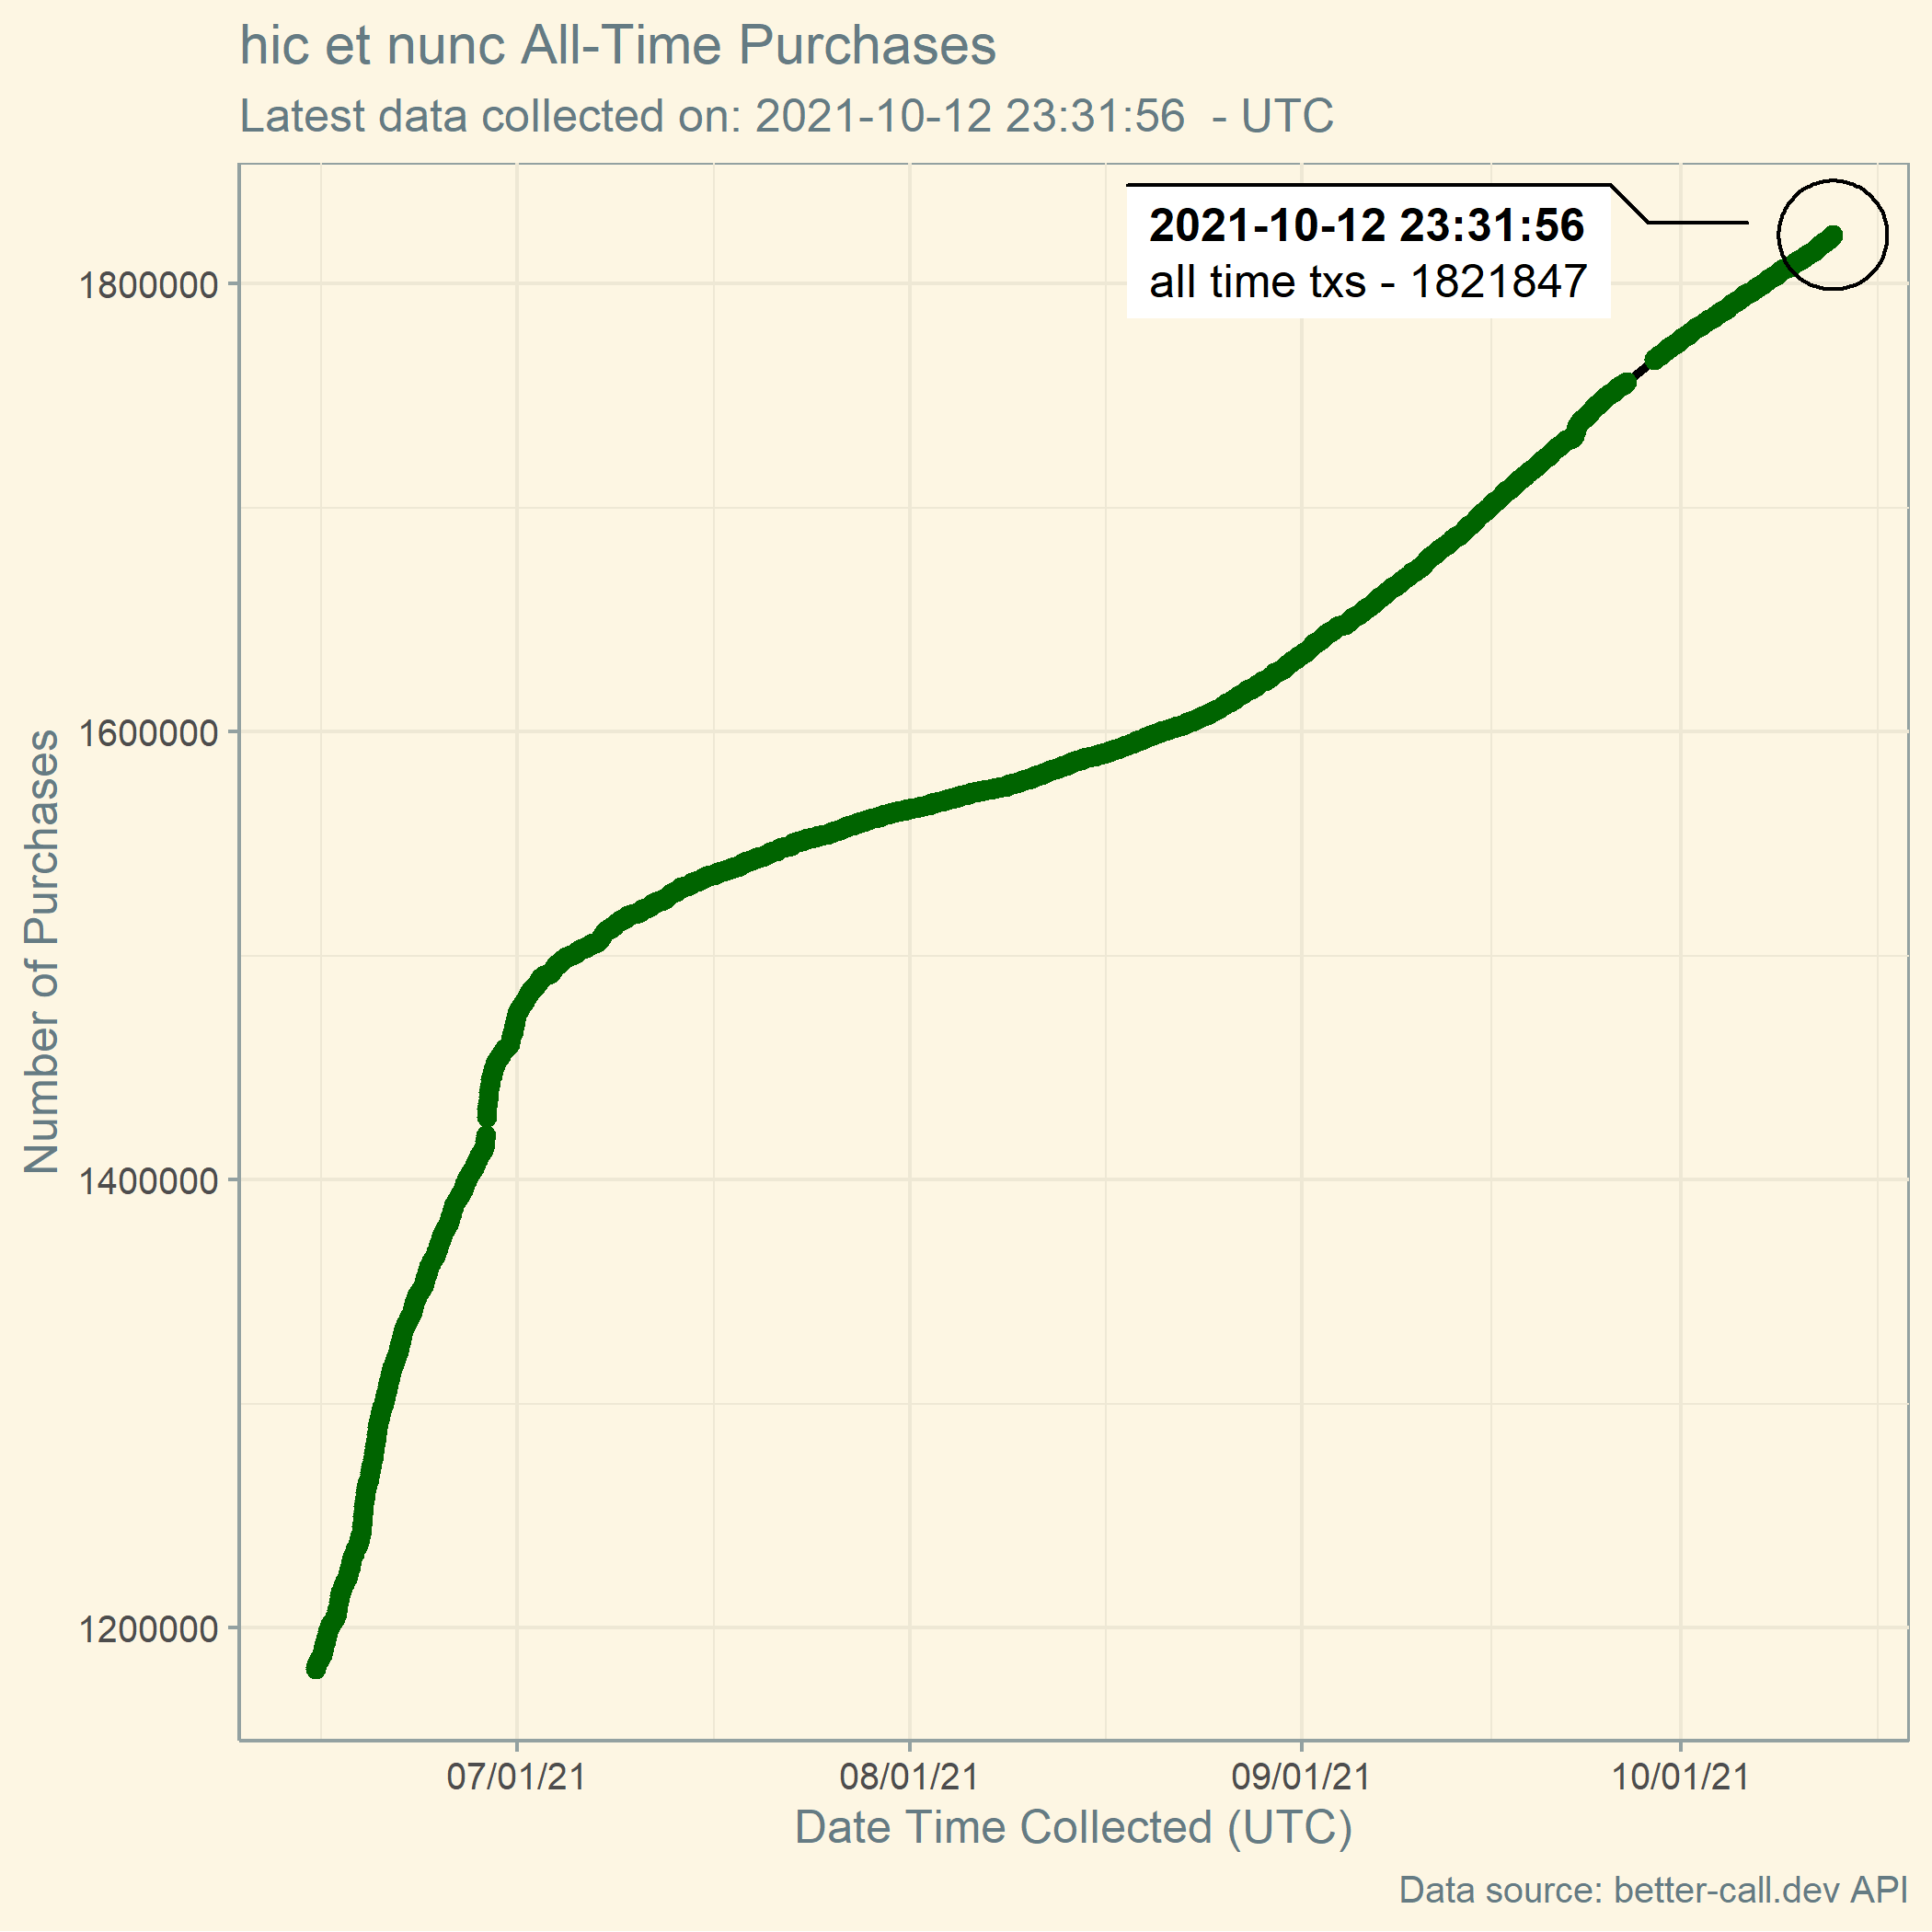 hic et nunc All-Time Purchases
Latest data collected on: 2021-10-12 23:31:56  - UTC
2021-10-12 23:31:56
all time txs - 1821847
Number of Purchases
1800000
1600000
1400000
1200000
07/01/21 08/01/21 09/01/21 10/01/21
Date Time Collected (UTC)
Data source: better-call.dev API